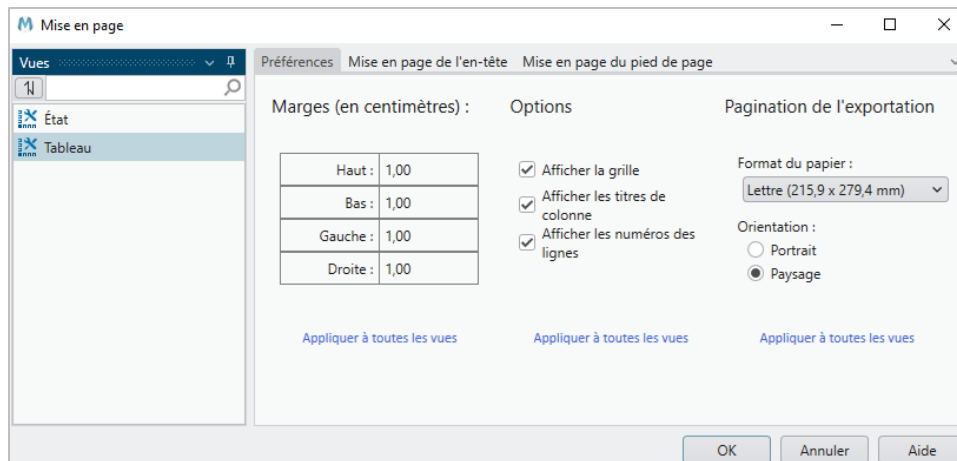 Mise en page
Vues
État
Tableau
Préférences Mise en page de l'en-tête Mise en page du pied de page
Marges (en centimètres) :
Haut : 1,00
Bas : 1,00
Gauche : 1,00
Droite : 1,00
Appliquer à toutes les vues
Options
Afficher la grille
Afficher les titres de
colonne
Afficher les numéros des
lignes
Appliquer à toutes les vues
Pagination de l'exportation
Format du papier :
Lettre (215,9 x 279,4 mm)
Orientation :
Portrait
Paysage
Appliquer à toutes les vues
OK Annuler Aide